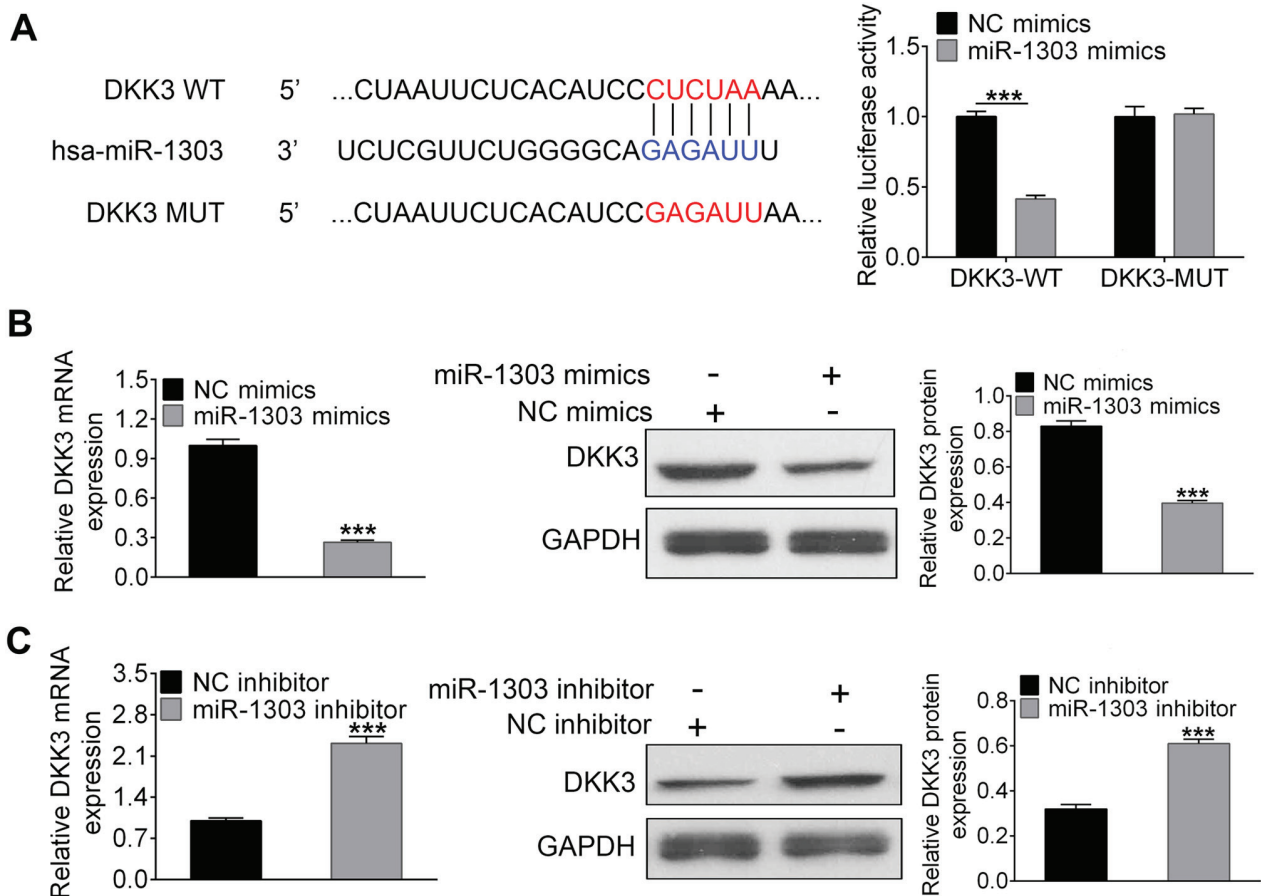 A
DKK3 WT 5’ ...CUAAUUCUCACAUCCCUCUAAAA...
hsa-miR-1303 3’ UCUCGUUCUGGGGCAGAGAUUU
DKK3 MUT 5’ ...CUAAUUCUCACAUCCGAGAUUAA...
Relative luciferase activity
NC mimics
miR-1303 mimics
1.5
1.0
0.5
0.0
***
DKK3-WT DKK3-MUT
B
Relative DKK3 mRNA
expression
1.5
1.2
0.9
0.6
0.3
0.0
NC mimics
miR-1303 mimics
***
miR-1303 mimics - +
NC mimics + -
DKK3
GAPDH
Relative DKK3 protein
expression
1.0
0.8
0.6
0.4
0.2
0.0
NC mimics
miR-1303 mimics
***
C
Relative DKK3 mRNA
expression
3.5
2.8
2.1
1.4
0.7
0.0
NC inhibitor
miR-1303 inhibitor
***
miR-1303 inhibitor - +
NC inhibitor + -
DKK3
GAPDH
Relative DKK3 protein
expression
0.8
0.6
0.4
0.2
0.0
NC inhibitor
miR-1303 inhibitor
***